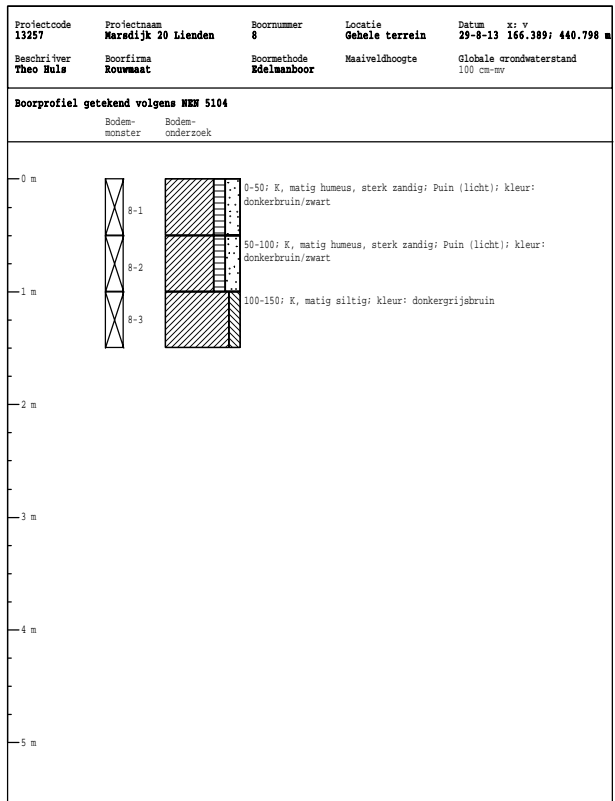 Projectcode Projectnaam Boornummer Locatie Datum x; y
13257 Marsdijk 20 Lienden 8 Gehele terrein 29-8-13 166.389; 440.798 m
Beschrijver Boorfirma Boormethode Maaiveldhoogte Globale grondwaterstand
Theo Huls Rouwmaat Edelmanboor 100 cm-mv
Boorprofiel getekend volgens NEN 5104
Bodem- Bodem-
monster onderzoek
0 m
0-50; K, matig humeus, sterk zandig; Puin (licht); kleur:
donkerbruin/zwart
8-1
50-100; K, matig humeus, sterk zandig; Puin (licht); kleur:
donkerbruin/zwart
8-2
1 m
100-150; K, matig siltig; kleur: donkergrijsbruin
8-3
2 m
3 m
4 m
5 m